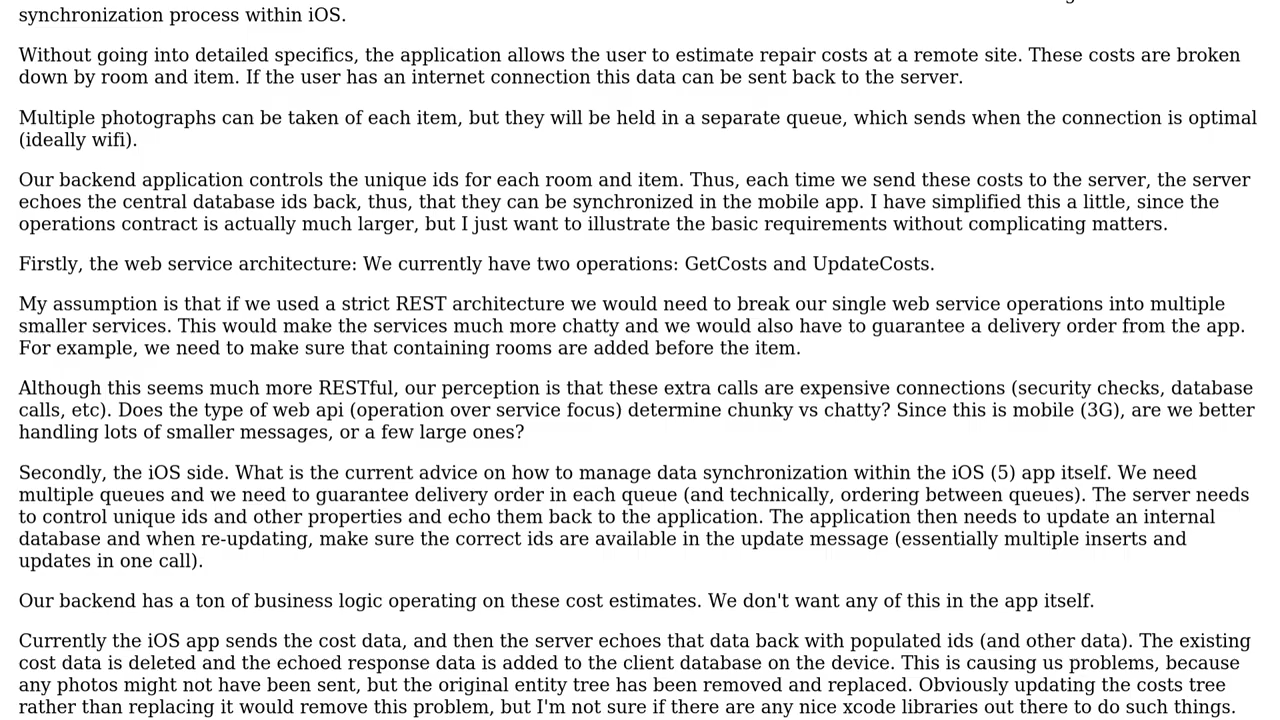 synchronization process within iOS.
Without going into detailed specifics, the application allows the user to estimate repair costs at a remote site. These costs are broken
down by room and item. If the user has an internet connection this data can be sent back to the server.
Multiple photographs can be taken of each item, but they will be held in a separate queue, which sends when the connection is optimal
(ideally wifi).
Our backend application controls the unique ids for each room and item. Thus, each time we send these costs to the server, the server
echoes the central database ids back, thus, that they can be synchronized in the mobile app. I have simplified this a little, since the
operations contract is actually much larger, but I just want to illustrate the basic requirements without complicating matters.
Firstly, the web service architecture: We currently have two operations: GetCosts and UpdateCosts.
My assumption is that if we used a strict REST architecture we would need to break our single web service operations into multiple
smaller services. This would make the services much more chatty and we would also have to guarantee a delivery order from the app.
For example, we need to make sure that containing rooms are added before the item.
Although this seems much more RESTful, our perception is that these extra calls are expensive connections (security checks, database
calls, etc). Does the type of web api (operation over service focus) determine chunky vs chatty? Since this is mobile (3G), are we better
handling lots of smaller messages, or a few large ones?
Secondly, the iOS side. What is the current advice on how to manage data synchronization within the iOS (5) app itself. We need
multiple queues and we need to guarantee delivery order in each queue (and technically, ordering between queues). The server needs
to control unique ids and other properties and echo them back to the application. The application then needs to update an internal
database and when re-updating, make sure the correct ids are available in the update message (essentially multiple inserts and
updates in one call).
Our backend has a ton of business logic operating on these cost estimates. We don't want any of this in the app itself.
Currently the iOS app sends the cost data, and then the server echoes that data back with populated ids (and other data). The existing
cost data is deleted and the echoed response data is added to the client database on the device. This is causing us problems, because
any photos might not have been sent, but the original entity tree has been removed and replaced. Obviously updating the costs tree
rather than replacing it would remove this problem, but I'm not sure if there are any nice xcode libraries out there to do such things.